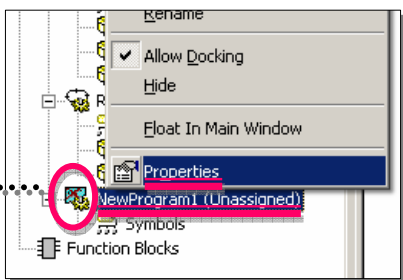 Rename
Allow Docking
Hide
R
Float In Main Window
Properties
NewProgram1 (Unassigned)
Symbols
Function Blocks